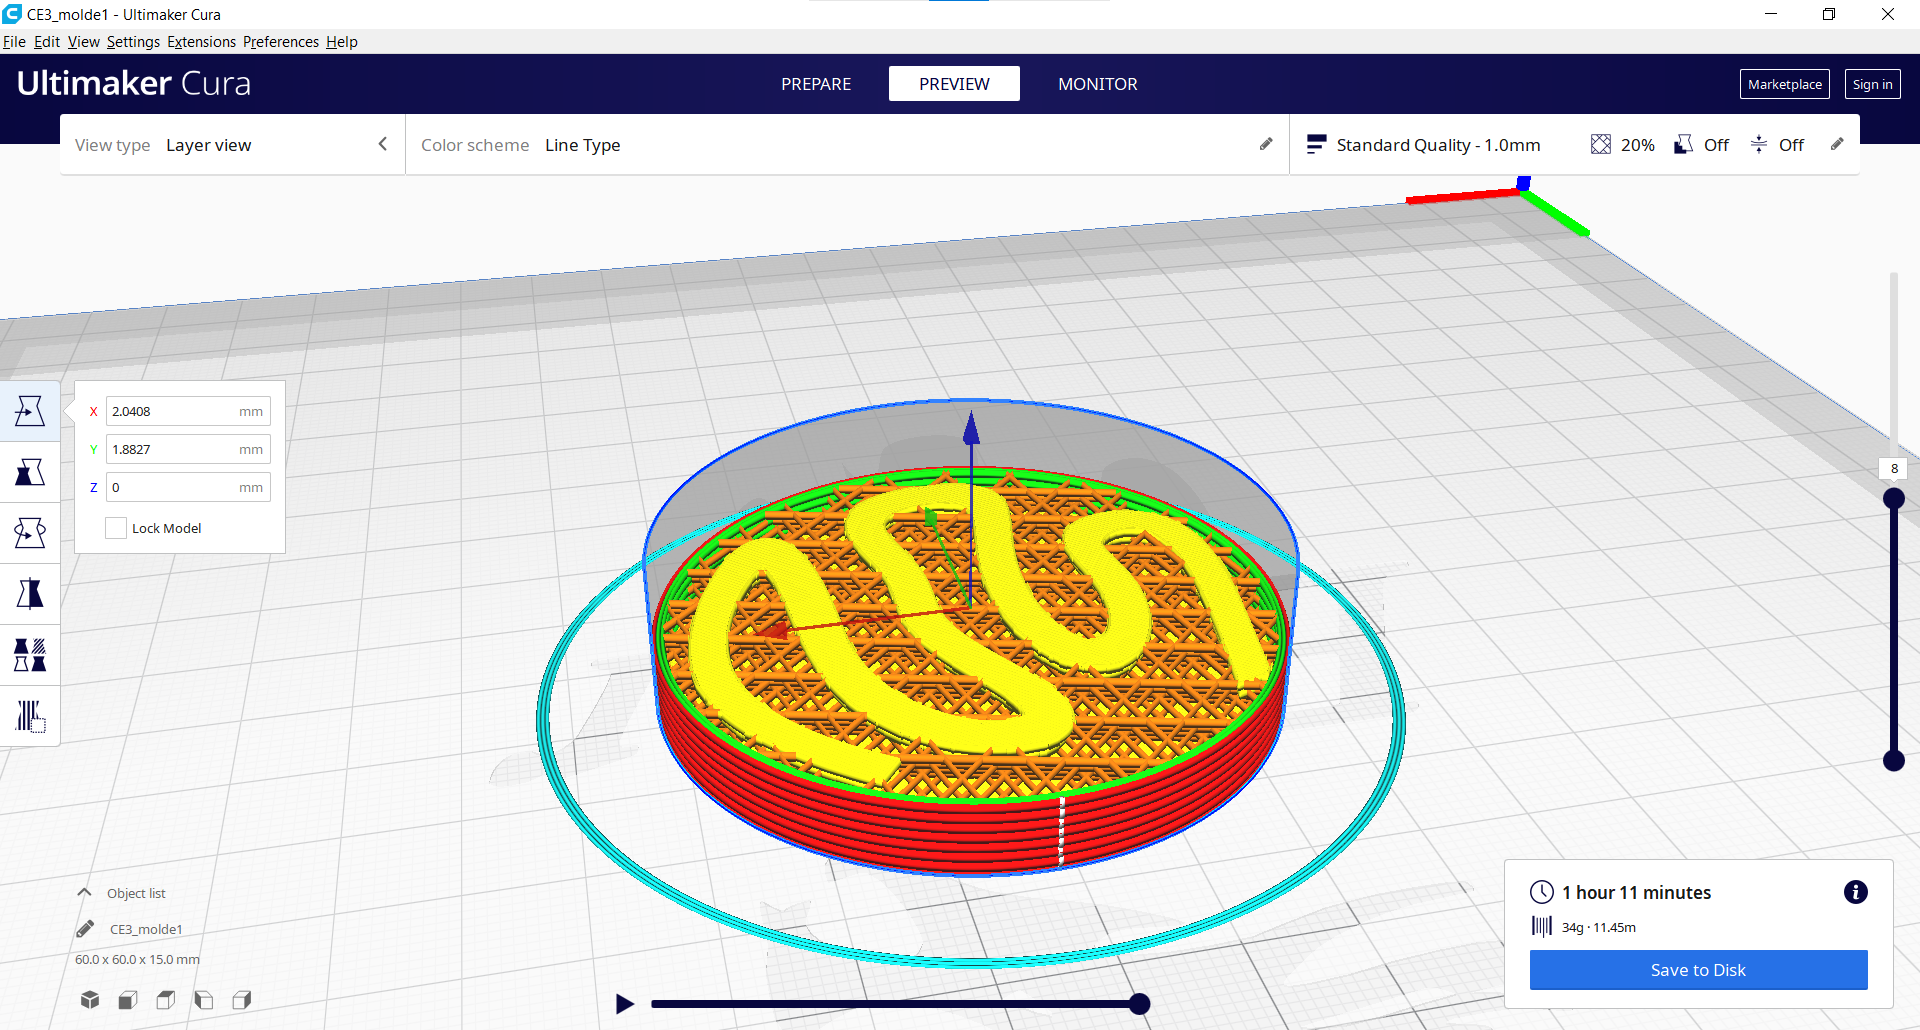 CE3_molde1 - Ultimaker Cura
File Edit View Settings Extensions Preferences Help
Ultimaker Cura
PREPARE
PREVIEW
MONITOR
Marketplace
Sign in
View type Layer view
Color scheme Line Type
Standard Quality - 1.0mm
20%
Off
Off
X 2.0408 mm
Y 1.8827 mm
Z 0 mm
Lock Model
8
Object list
CE3_molde1
60.0 x 60.0 x 15.0 mm
1 hour 11 minutes
34g · 11.45m
Save to Disk